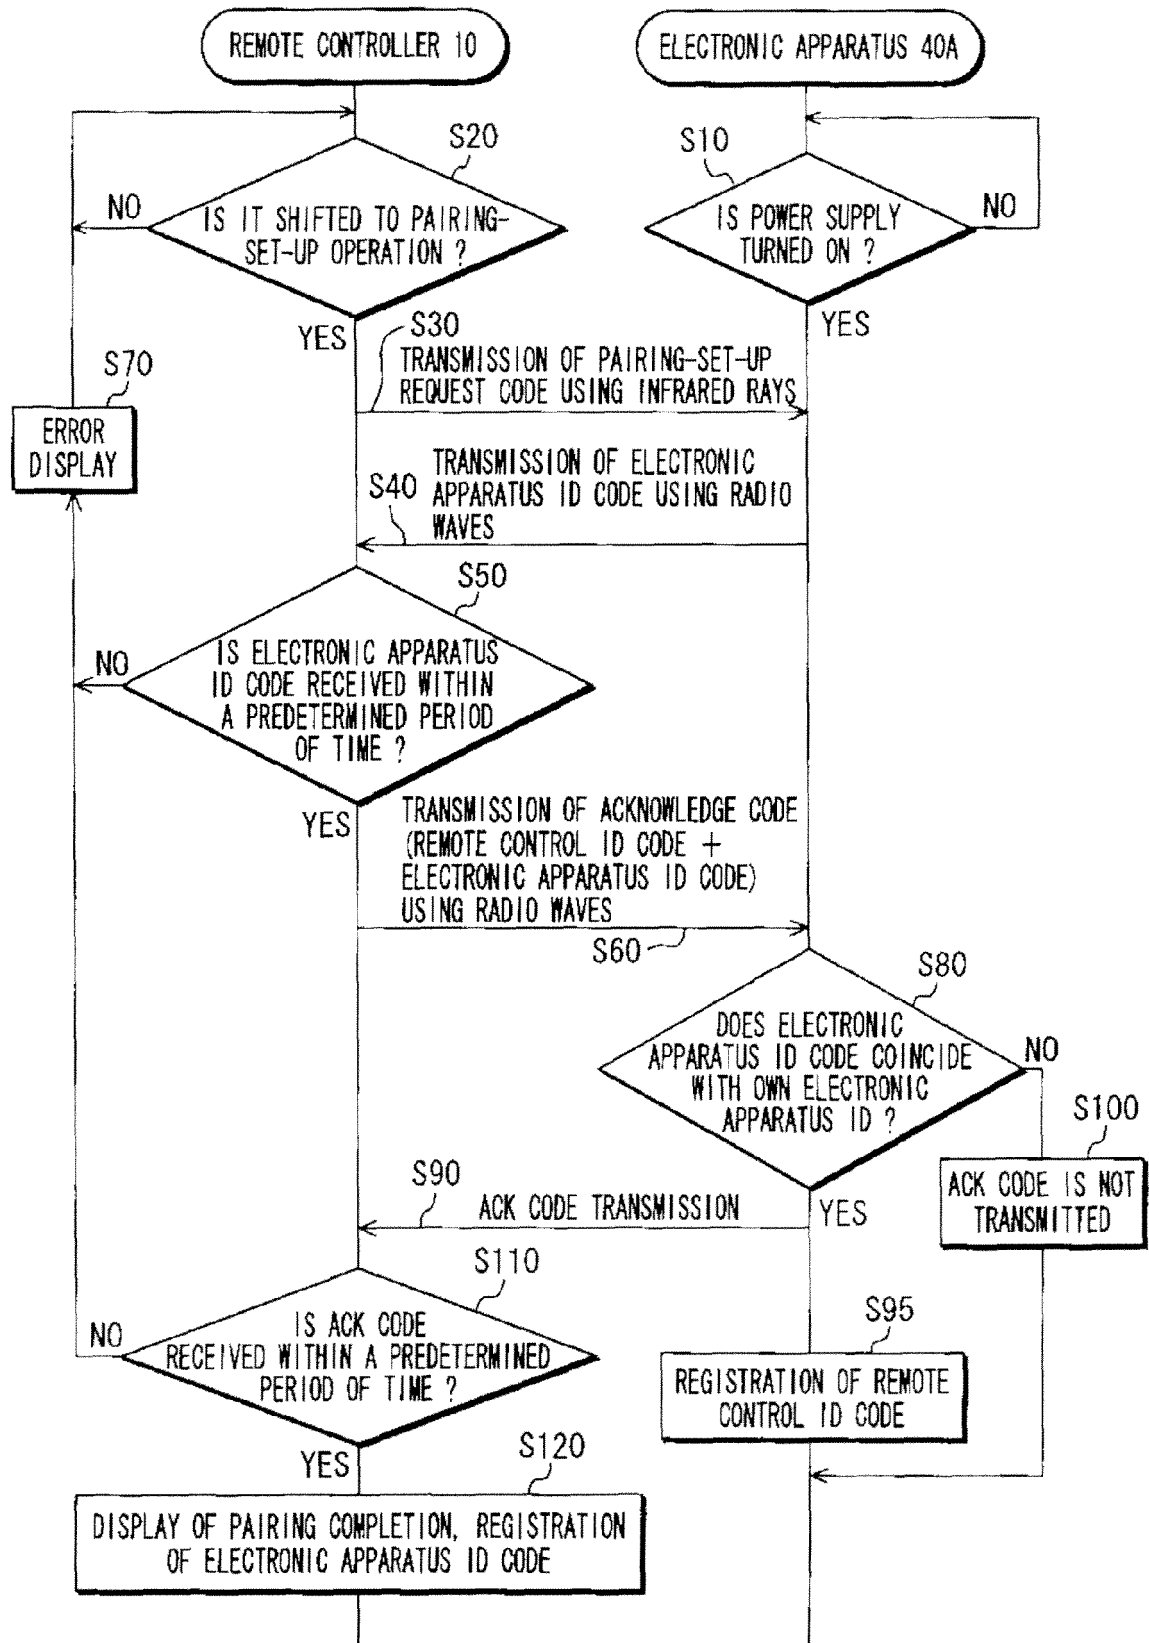 REMOTE CONTROLLER 10
ELECTRONIC APPARATUS 40A
S20
S10
NO
IS IT SHIFTED TO PAIRING-
SET-UP OPERATION ?
IS POWER SUPPLY
TURNED ON ?
NO
YES
YES
S30
TRANSMISSION OF PAIRING-SET-UP
REQUEST CODE USING INFRARED RAYS
S70
ERROR
DISPLAY
TRANSMISSION OF ELECTRONIC
APPARATUS ID CODE USING RADIO
WAVES
S40
S50
NO
IS ELECTRONIC APPARATUS
ID CODE RECEIVED WITHIN
A PREDETERMINED PERIOD
OF TIME ?
YES
TRANSMISSION OF ACKNOWLEDGE CODE
(REMOTE CONTROL ID CODE +
ELECTRONIC APPARATUS ID CODE)
USING RADIO WAVES
S60
S80
DOES ELECTRONIC
APPARATUS ID CODE COINCIDE
WITH OWN ELECTRONIC
APPARATUS ID ?
NO
S100
ACK CODE IS NOT
TRANSMITTED
YES
S90
ACK CODE TRANSMISSION
S110
NO
IS ACK CODE
RECEIVED WITHIN A PREDETERMINED
PERIOD OF TIME ?
S95
REGISTRATION OF REMOTE
CONTROL ID CODE
YES
S120
DISPLAY OF PAIRING COMPLETION, REGISTRATION
OF ELECTRONIC APPARATUS ID CODE